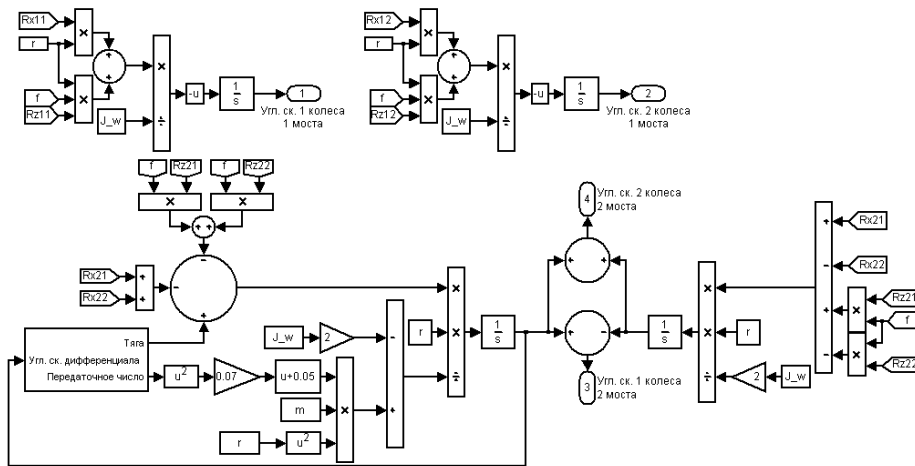 Rx11
r
f
Rz11
J_w
×
×
+
+
×
÷
-u
1
s
1
Угл. ск. 1 колеса
1 моста
Rx12
r
f
Rz12
J_w
×
×
+
+
×
÷
-u
1
s
2
Угл. ск. 2 колеса
1 моста
f
Rz21
f
Rz22
×
×
+ +
Rx21
Rx22
+
+
−
−
+
Тяга
Угл. ск. дифференциала
Передаточное число
u²
0.07
u+0.05
m
r
u²
×
J_w
2
−
+
r
×
×
÷
1
s
4
Угл. ск. 2 колеса
2 моста
+ +
+ −
3
Угл. ск. 1 колеса
2 моста
1
s
×
×
÷
r
2
J_w
+
−
+
−
×
×
Rx21
Rx22
Rz21
f
Rz22